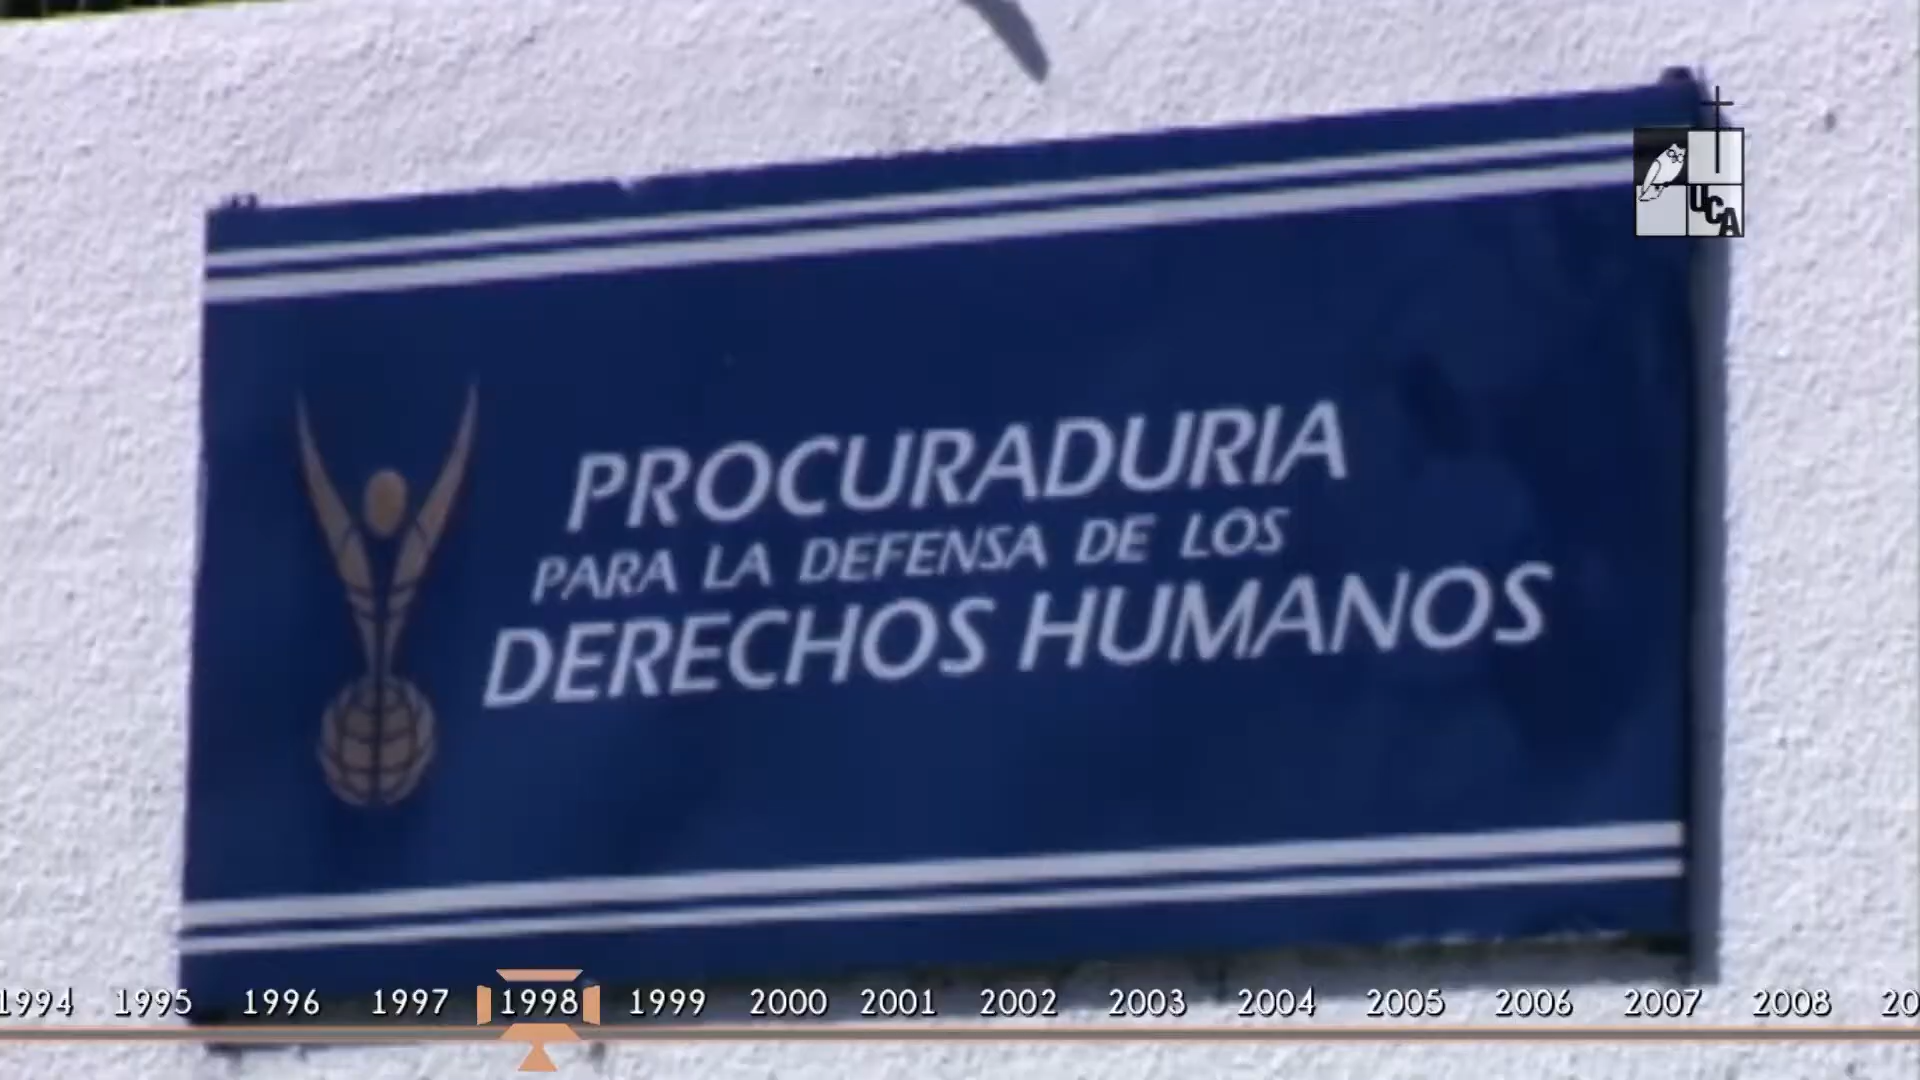 UCA
PROCURADURIA
PARA LA DEFENSA DE LOS
DERECHOS HUMANOS
1994 1995 1996 1997 1998 1999 2000 2001 2002 2003 2004 2005 2006 2007 2008 20